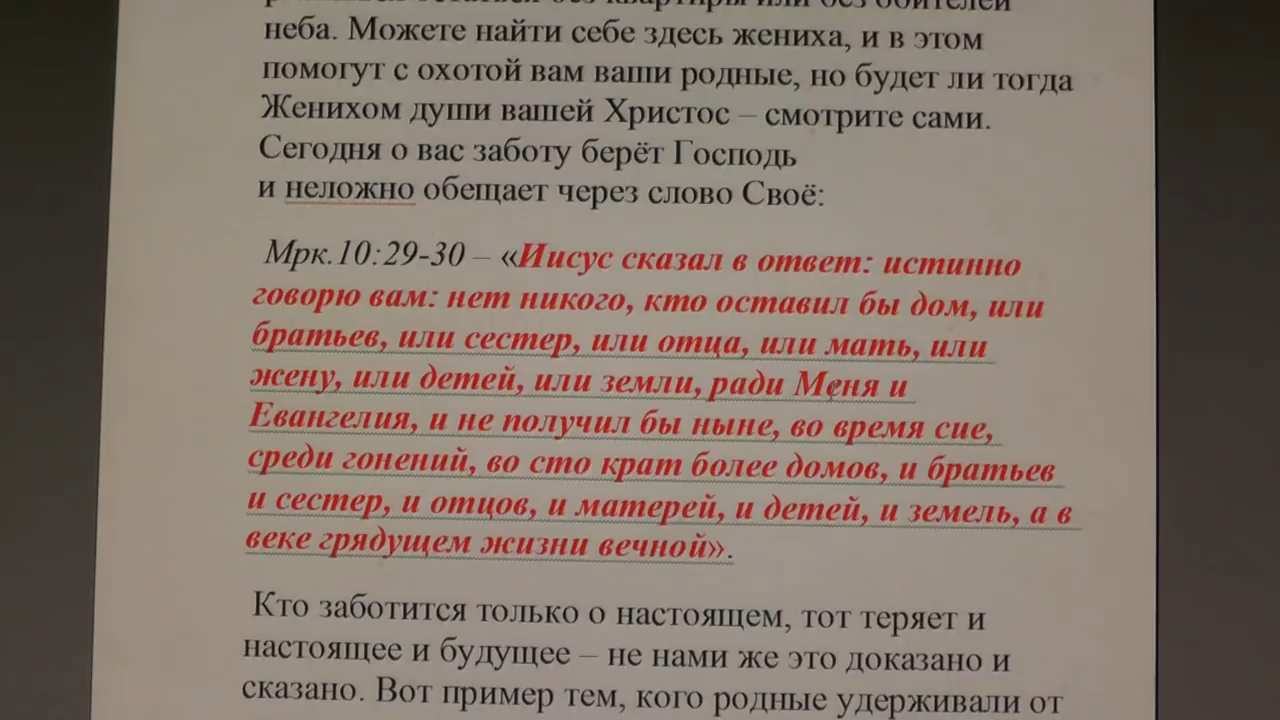 неба. Можете найти себе здесь жениха, и в этом
помогут с охотой вам ваши родные, но будет ли тогда
Женихом души вашей Христос – смотрите сами.
Сегодня о вас заботу берёт Господь
и неложно обещает через слово Своё:
Мрк.10:29-30 – «Иисус сказал в ответ: истинно
говорю вам: нет никого, кто оставил бы дом, или
братьев, или сестер, или отца, или мать, или
жену, или детей, или земли, ради Меня и
Евангелия, и не получил бы ныне, во время сие,
среди гонений, во сто крат более домов, и братьев
и сестер, и отцов, и матерей, и детей, и земель, а в
веке грядущем жизни вечной».
Кто заботится только о настоящем, тот теряет и
настоящее и будущее – не нами же это доказано и
сказано. Вот пример тем, кого родные удерживали от